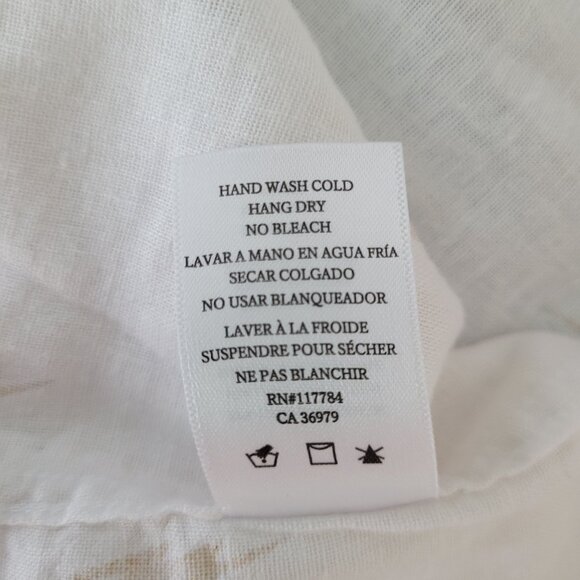 HAND WASH COLD
HANG DRY
NO BLEACH
LAVAR A MANO EN AGUA FRÍA
SECAR COLGADO
NO USAR BLANQUEADOR
LAVER À LA FROIDE
SUSPENDRE POUR SÉCHER
NE PAS BLANCHIR
RN#117784
CA 36979